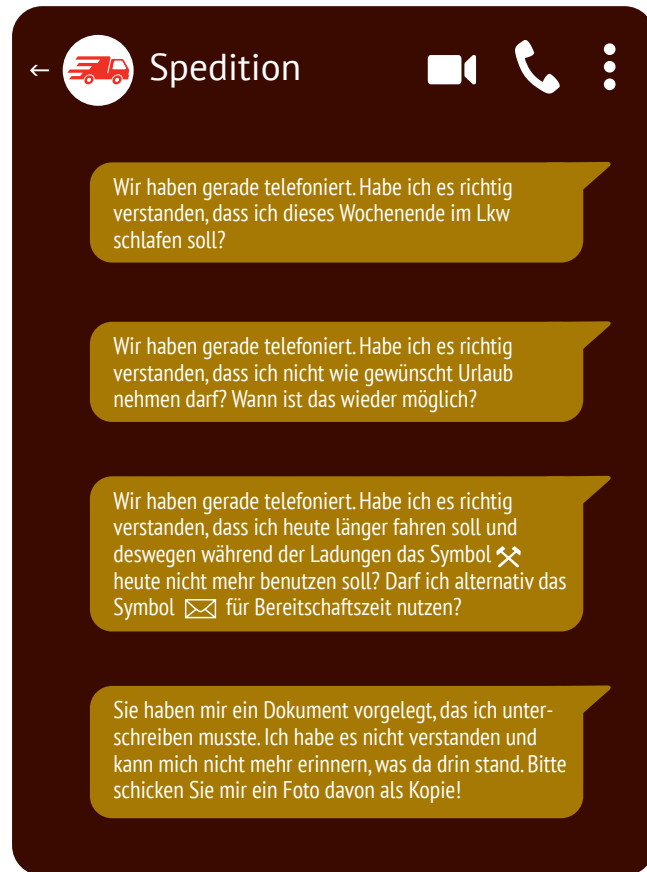 Spedition
Wir haben gerade telefoniert. Habe ich es richtig
verstanden, dass ich dieses Wochenende im Lkw
schlafen soll?
Wir haben gerade telefoniert. Habe ich es richtig
verstanden, dass ich nicht wie gewünscht Urlaub
nehmen darf? Wann ist das wieder möglich?
Wir haben gerade telefoniert. Habe ich es richtig
verstanden, dass ich heute länger fahren soll und
deswegen während der Ladungen das Symbol
heute nicht mehr benutzen soll? Darf ich alternativ das
Symbol für Bereitschaftszeit nutzen?
Sie haben mir ein Dokument vorgelegt, das ich unter-
schreiben musste. Ich habe es nicht verstanden und
kann mich nicht mehr erinnern, was da drin stand. Bitte
schicken Sie mir ein Foto davon als Kopie!